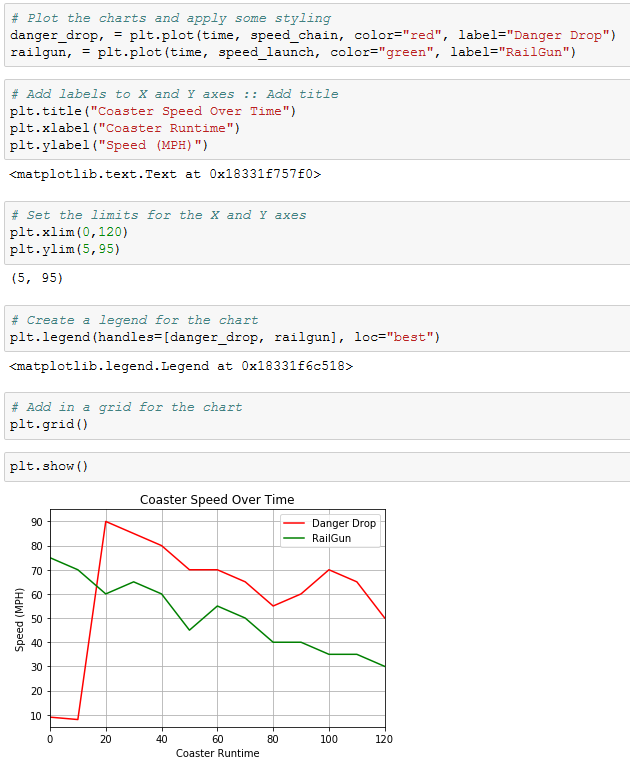 # Plot the charts and apply some styling
danger_drop, = plt.plot(time, speed_chain, color="red", label="Danger Drop")
railgun, = plt.plot(time, speed_launch, color="green", label="RailGun")
# Add labels to X and Y axes :: Add title
plt.title("Coaster Speed Over Time")
plt.xlabel("Coaster Runtime")
plt.ylabel("Speed (MPH)")
<matplotlib.text.Text at 0x18331f757f0>
# Set the limits for the X and Y axes
plt.xlim(0,120)
plt.ylim(5,95)
(5, 95)
# Create a legend for the chart
plt.legend(handles=[danger_drop, railgun], loc="best")
<matplotlib.legend.Legend at 0x18331f6c518>
# Add in a grid for the chart
plt.grid()
plt.show()
Coaster Speed Over Time
Danger Drop
RailGun
90
80
70
60
50
40
30
20
10
Speed (MPH)
0 20 40 60 80 100 120
Coaster Runtime